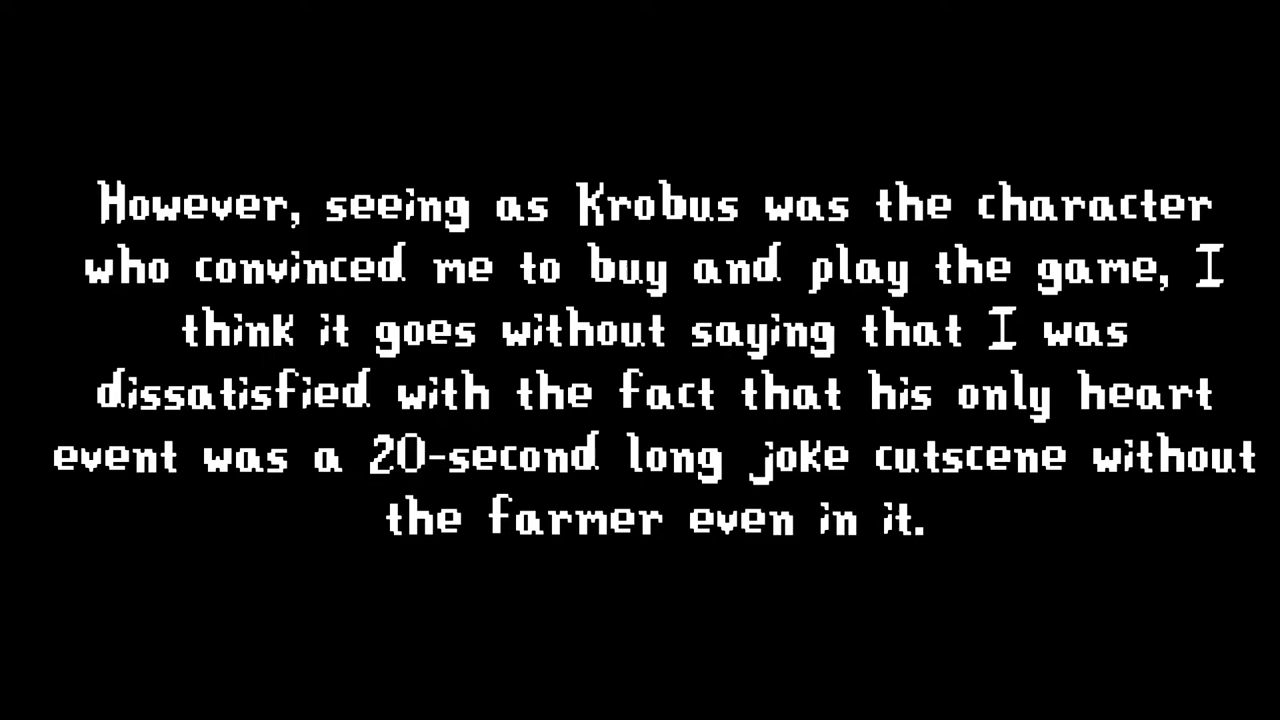 However, seeing as Krobus was the character
who convinced me to buy and play the game, I
think it goes without saying that I was
dissatisfied with the fact that his only heart
event was a 20-second long joke cutscene without
the farmer even in it.